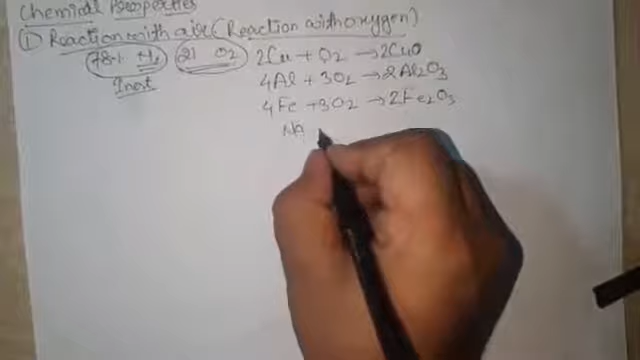 Chemical Properties
① Reaction with air (Reaction with oxygen)
78% N₂ 21 O₂ 2Cu + O₂ → 2CuO
Inert 4Al + 3O₂ → 2Al₂O₃
4Fe + 3O₂ → 2Fe₂O₃
Na